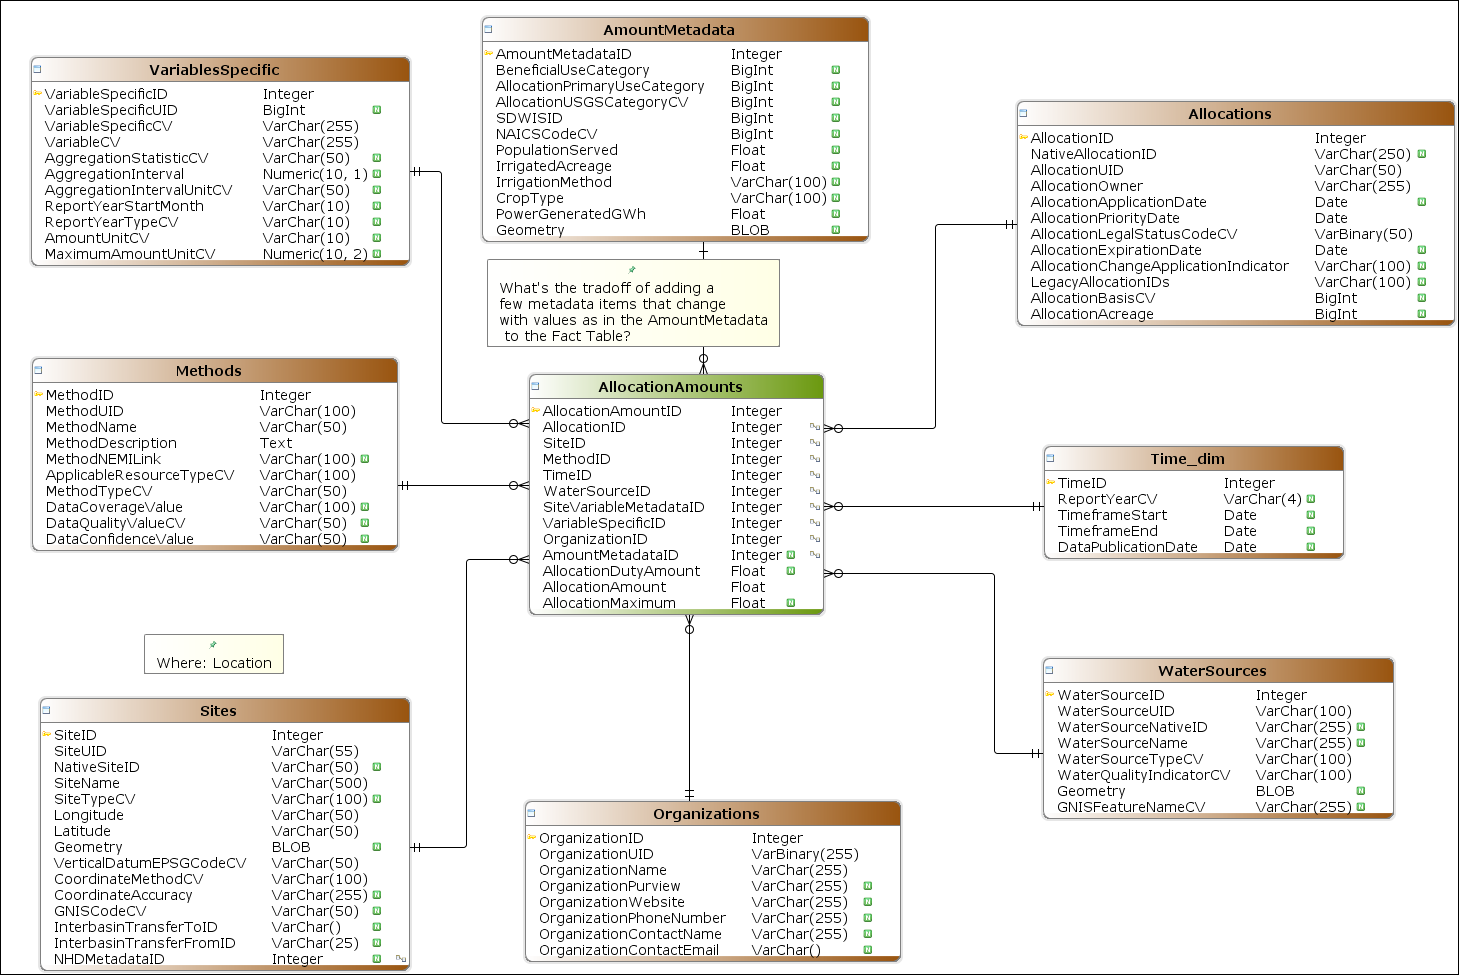 AmountMetadata
AmountMetadataID Integer
BeneficialUseCategory BigInt N
AllocationPrimaryUseCategory BigInt N
AllocationUSGSCategoryCV BigInt N
SDWISID BigInt N
NAICSCodeCV BigInt N
PopulationServed Float N
IrrigatedAcreage Float N
IrrigationMethod VarChar(100) N
CropType VarChar(100) N
PowerGeneratedGWh Float N
Geometry BLOB N
VariablesSpecific
VariableSpecificID Integer
VariableSpecificUID BigInt N
VariableSpecificCV VarChar(255)
VariableCV VarChar(255)
AggregationStatisticCV VarChar(50) N
AggregationInterval Numeric(10, 1) N
AggregationIntervalUnitCV VarChar(50) N
ReportYearStartMonth VarChar(10) N
ReportYearTypeCV VarChar(10) N
AmountUnitCV VarChar(10) N
MaximumAmountUnitCV Numeric(10, 2) N
Allocations
AllocationID Integer
NativeAllocationID VarChar(250) N
AllocationUID VarChar(50)
AllocationOwner VarChar(255)
AllocationApplicationDate Date N
AllocationPriorityDate Date
AllocationLegalStatusCodeCV VarBinary(50)
AllocationExpirationDate Date N
AllocationChangeApplicationIndicator VarChar(100) N
LegacyAllocationIDs VarChar(100) N
AllocationBasisCV BigInt N
AllocationAcreage BigInt N
What's the tradoff of adding a
few metadata items that change
with values as in the AmountMetadata
to the Fact Table?
Methods
MethodID Integer
MethodUID VarChar(100)
MethodName VarChar(50)
MethodDescription Text
MethodNEMILink VarChar(100) N
ApplicableResourceTypeCV VarChar(100)
MethodTypeCV VarChar(50)
DataCoverageValue VarChar(100) N
DataQualityValueCV VarChar(50) N
DataConfidenceValue VarChar(50) N
AllocationAmounts
AllocationAmountID Integer
AllocationID Integer
SiteID Integer
MethodID Integer
TimeID Integer
WaterSourceID Integer
SiteVariableMetadataID Integer
VariableSpecificID Integer
OrganizationID Integer
AmountMetadataID Integer N
AllocationDutyAmount Float N
AllocationAmount Float
AllocationMaximum Float N
Time_dim
TimeID Integer
ReportYearCV VarChar(4) N
TimeframeStart Date N
TimeframeEnd Date N
DataPublicationDate Date N
Where: Location
Sites
SiteID Integer
SiteUID VarChar(55)
NativeSiteID VarChar(50) N
SiteName VarChar(500)
SiteTypeCV VarChar(100) N
Longitude VarChar(50)
Latitude VarChar(50)
Geometry BLOB N
VerticalDatumEPSGCodeCV VarChar(50)
CoordinateMethodCV VarChar(100)
CoordinateAccuracy VarChar(255) N
GNISCodeCV VarChar(50) N
InterbasinTransferToID VarChar() N
InterbasinTransferFromID VarChar(25) N
NHDMetadataID Integer N
WaterSources
WaterSourceID Integer
WaterSourceUID VarChar(100)
WaterSourceNativeID VarChar(255) N
WaterSourceName VarChar(255) N
WaterSourceTypeCV VarChar(100)
WaterQualityIndicatorCV VarChar(100)
Geometry BLOB N
GNISFeatureNameCV VarChar(255) N
Organizations
OrganizationID Integer
OrganizationUID VarBinary(255)
OrganizationName VarChar(255)
OrganizationPurview VarChar(255) N
OrganizationWebsite VarChar(255) N
OrganizationPhoneNumber VarChar(255) N
OrganizationContactName VarChar(255) N
OrganizationContactEmail VarChar() N